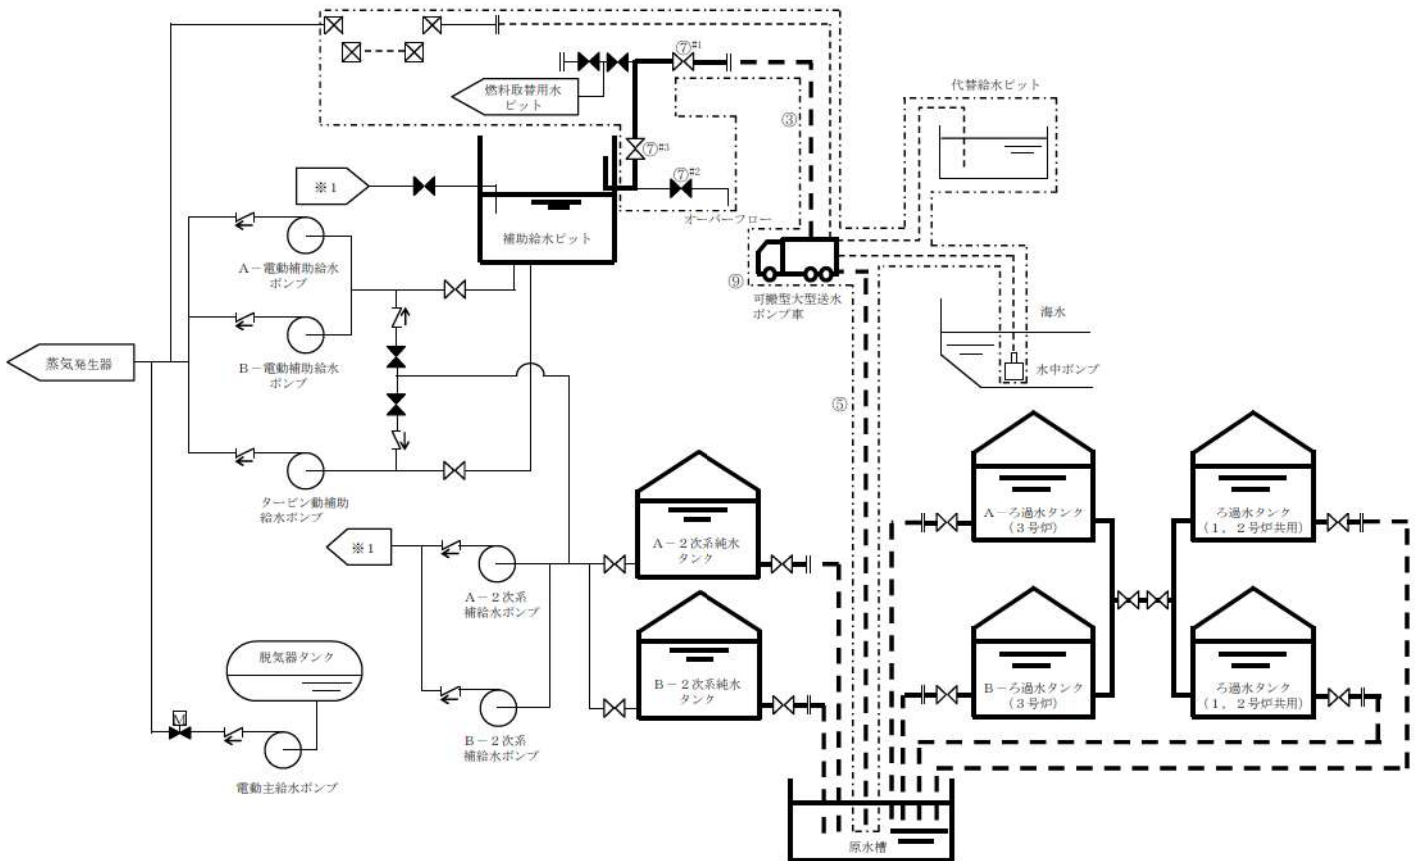 ⑦#1
燃料取替用水
ピット
代替給水ピット
③
⑦#3
⑦#2
※1
オーバーフロー
補助給水ピット
A－電動補助給水
ポンプ
⑨
可搬型大型送水
ポンプ車
海水
蒸気発生器
B－電動補助給水
ポンプ
水中ポンプ
⑤
タービン動補助
給水ポンプ
A－ろ過水タンク
(3号炉)
ろ過水タンク
(1，2号炉共用)
※1
A－2次系純水
タンク
A－2次系
補給水ポンプ
脱気器タンク
B－2次系純水
タンク
B－ろ過水タンク
(3号炉)
ろ過水タンク
(1，2号炉共用)
M
B－2次系
補給水ポンプ
電動主給水ポンプ
原水槽